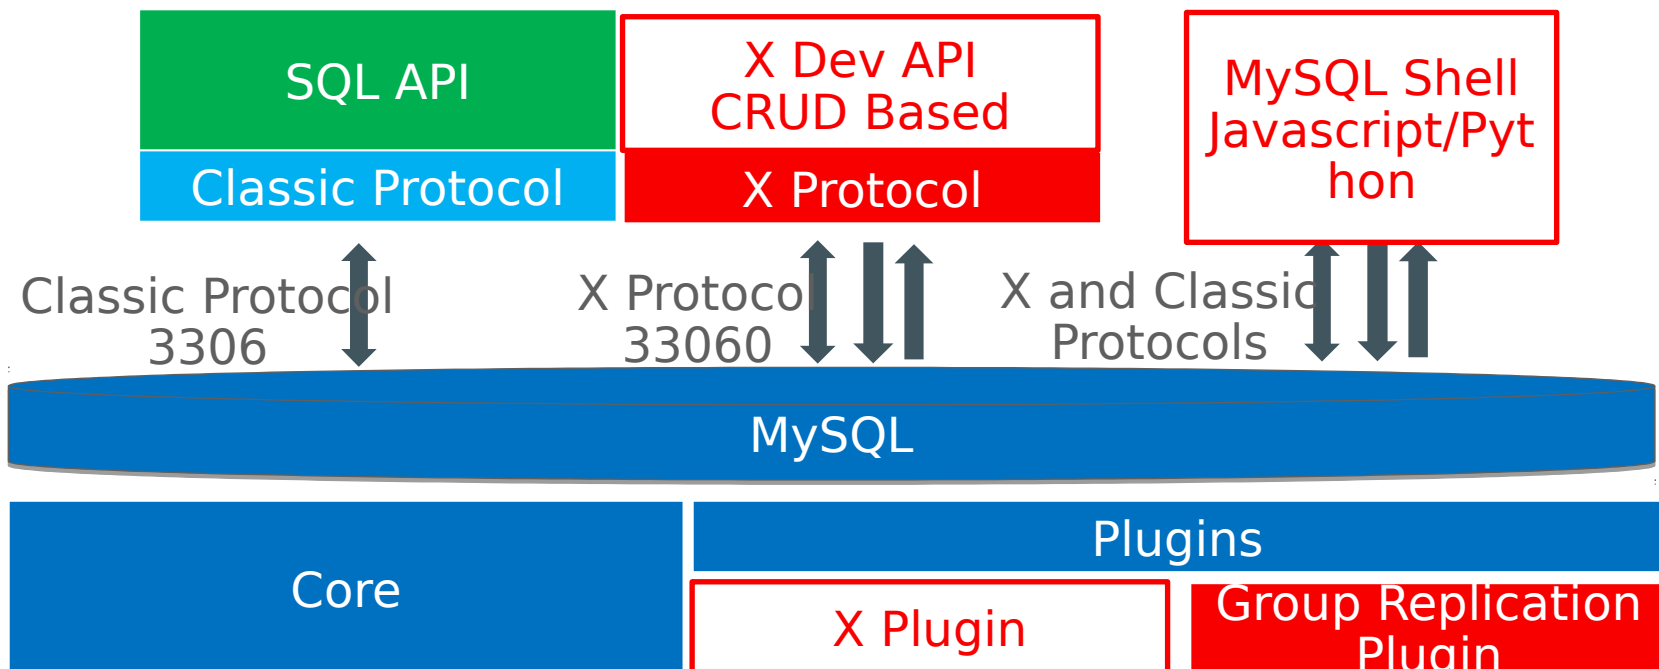 SQL API
Classic Protocol
X Dev API
CRUD Based
X Protocol
MySQL Shell
Javascript/Pyt
hon
Classic Protocol
3306
X Protocol
33060
X and Classic
Protocols
MySQL
Core
Plugins
X Plugin
Group Replication
Plugin